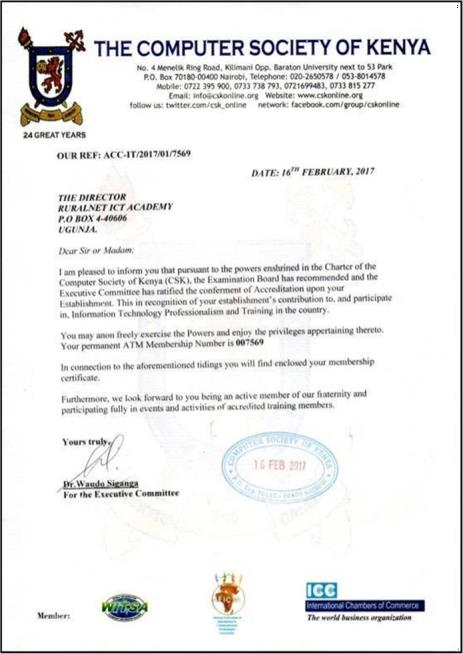 THE COMPUTER SOCIETY OF KENYA
No. 4 Menelik Ring Road, Kilimani Opp. Baraton University next to 53 Park
P.O. Box 70180-00400 Nairobi, Telephone: 020-2650578 / 053-8014578
Mobile: 0722 395 900, 0733 738 793, 0721699483, 0733 815 277
Email: info@cskonline.org Website: www.cskonline.org
follow us: twitter.com/csk_online network: facebook.com/group/cskonline
24 GREAT YEARS
OUR REF: ACC-IT/2017/01/7569
DATE: 16TH FEBRUARY, 2017
THE DIRECTOR
RURALNET ICT ACADEMY
P.O BOX 4-40606
UGUNJA.
Dear Sir or Madam;
I am pleased to inform you that pursuant to the powers enshrined in the Charter of the
Computer Society of Kenya (CSK), the Examination Board has recommended and the
Executive Committee has ratified the conferment of Accreditation upon your
Establishment. This in recognition of your establishment's contribution to, and participate
in, Information Technology Professionalism and Training in the country.
You may anon freely exercise the Powers and enjoy the privileges appertaining thereto.
Your permanent ATM Membership Number is 007569
In connection to the aforementioned tidings you will find enclosed your membership
certificate.
Furthermore, we look forward to you being an active member of our fraternity and
participating fully in events and activities of accredited training members.
Yours truly,
Dr. Waudo Siganga
For the Executive Committee
COMPUTER SOCIETY OF KENYA
16 FEB 2017
Member:
WITSA
ICC
International Chambers of Commerce
The world business organization